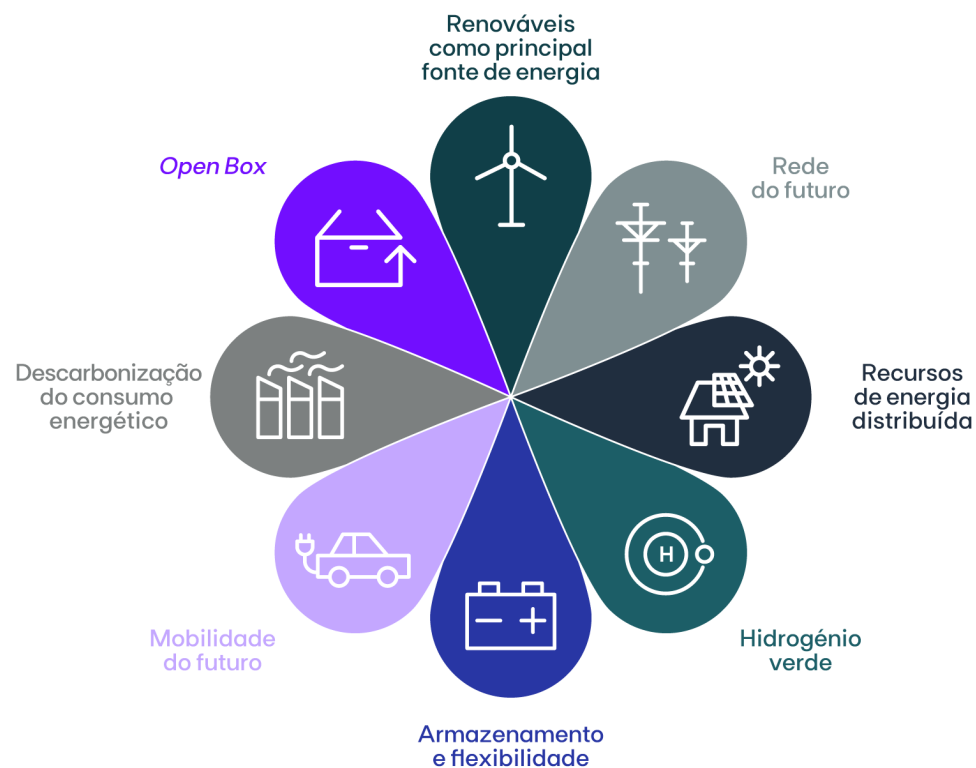 Renováveis
como principal
fonte de energia
Open Box
Rede
do futuro
Descarbonização
do consumo
energético
Recursos
de energia
distribuída
H
Mobilidade
do futuro
Hidrogénio
verde
Armazenamento
e flexibilidade